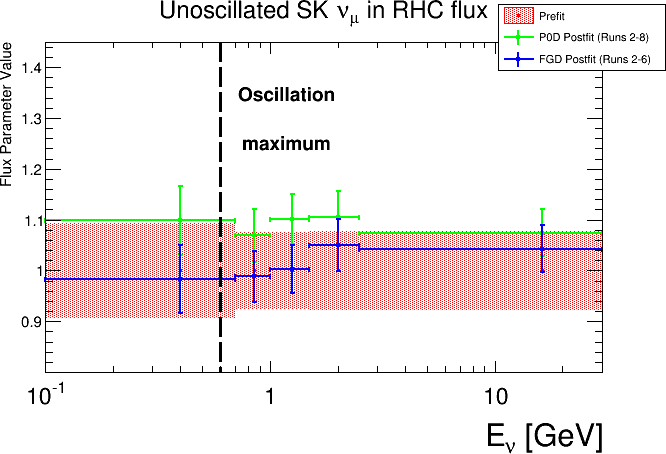 Unoscillated SK νμ in RHC flux
Prefit
P0D Postfit (Runs 2-8)
FGD Postfit (Runs 2-6)
Flux Parameter Value
1.4
1.3
1.2
1.1
1
0.9
Oscillation
maximum
10⁻¹
1
10
Eν [GeV]